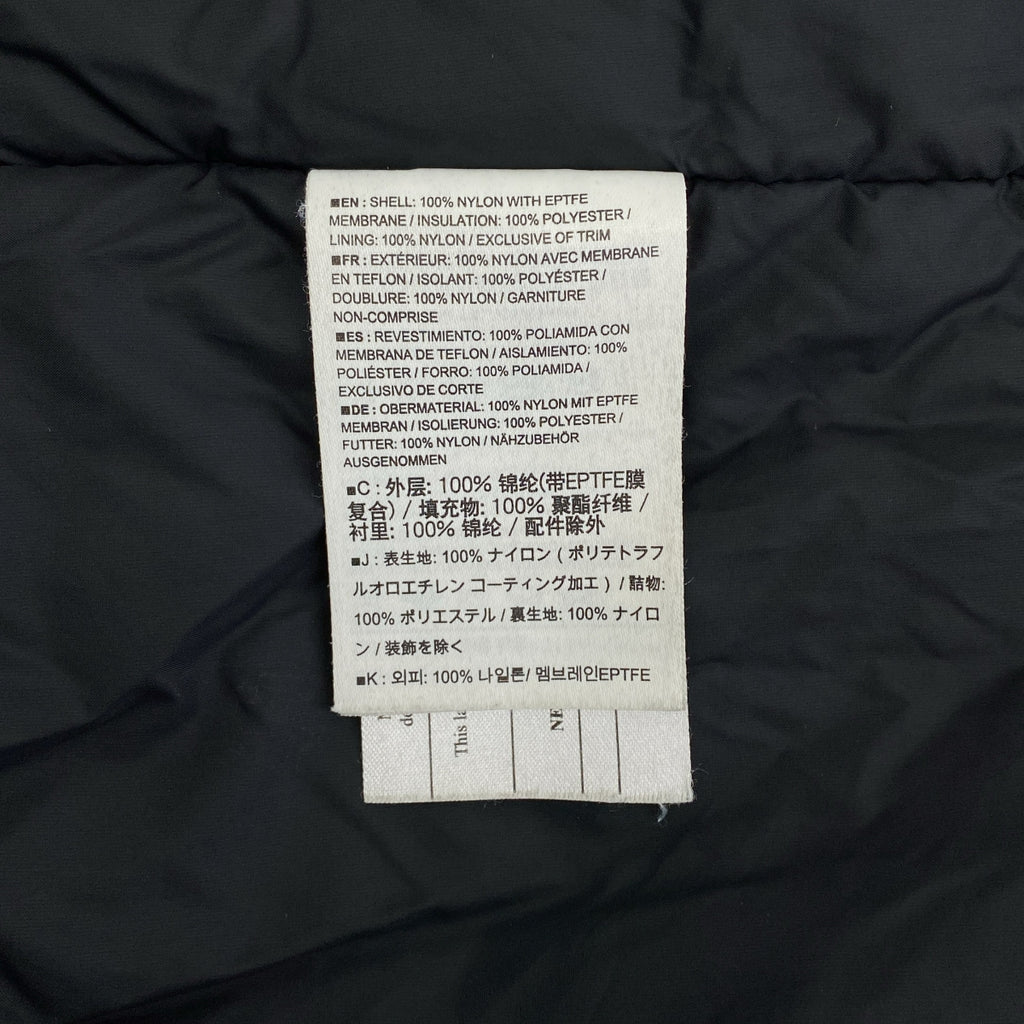 ■EN : SHELL: 100% NYLON WITH EPTFE
MEMBRANE / INSULATION: 100% POLYESTER /
LINING: 100% NYLON / EXCLUSIVE OF TRIM
■FR : EXTÉRIEUR: 100% NYLON AVEC MEMBRANE
EN TEFLON / ISOLANT: 100% POLYÉSTER /
DOUBLURE: 100% NYLON / GARNITURE
NON-COMPRISE
■ES : REVESTIMIENTO: 100% POLIAMIDA CON
MEMBRANA DE TEFLON / AISLAMIENTO: 100%
POLIÉSTER / FORRO: 100% POLIAMIDA /
EXCLUSIVO DE CORTE
■DE : OBERMATERIAL: 100% NYLON MIT EPTFE
MEMBRAN / ISOLIERUNG: 100% POLYESTER /
FUTTER: 100% NYLON / NÄHZUBEHÖR
AUSGENOMMEN
■C : 外层: 100% 锦纶(带EPTFE膜
复合) / 填充物: 100% 聚酯纤维 /
衬里: 100% 锦纶 / 配件除外
■J : 表生地: 100% ナイロン ( ポリテトラフ
ルオロエチレン コーティング加工 ) / 詰物:
100% ポリエステル / 裏生地: 100% ナイロ
ン / 装飾を除く
■K : 외피: 100% 나일론/ 멤브레인EPTFE
This